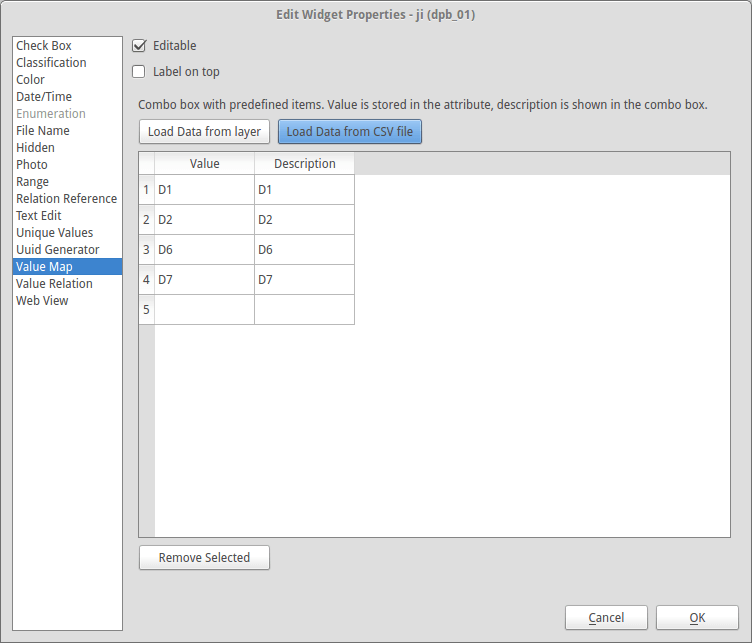 Edit Widget Properties - ji (dpb_01)
Check Box
Classification
Color
Date/Time
Enumeration
File Name
Hidden
Photo
Range
Relation Reference
Text Edit
Unique Values
Uuid Generator
Value Map
Value Relation
Web View
Editable
Label on top
Combo box with predefined items. Value is stored in the attribute, description is shown in the combo box.
Load Data from layer Load Data from CSV file
Value Description
1 D1 D1
2 D2 D2
3 D6 D6
4 D7 D7
5
Remove Selected
Cancel OK